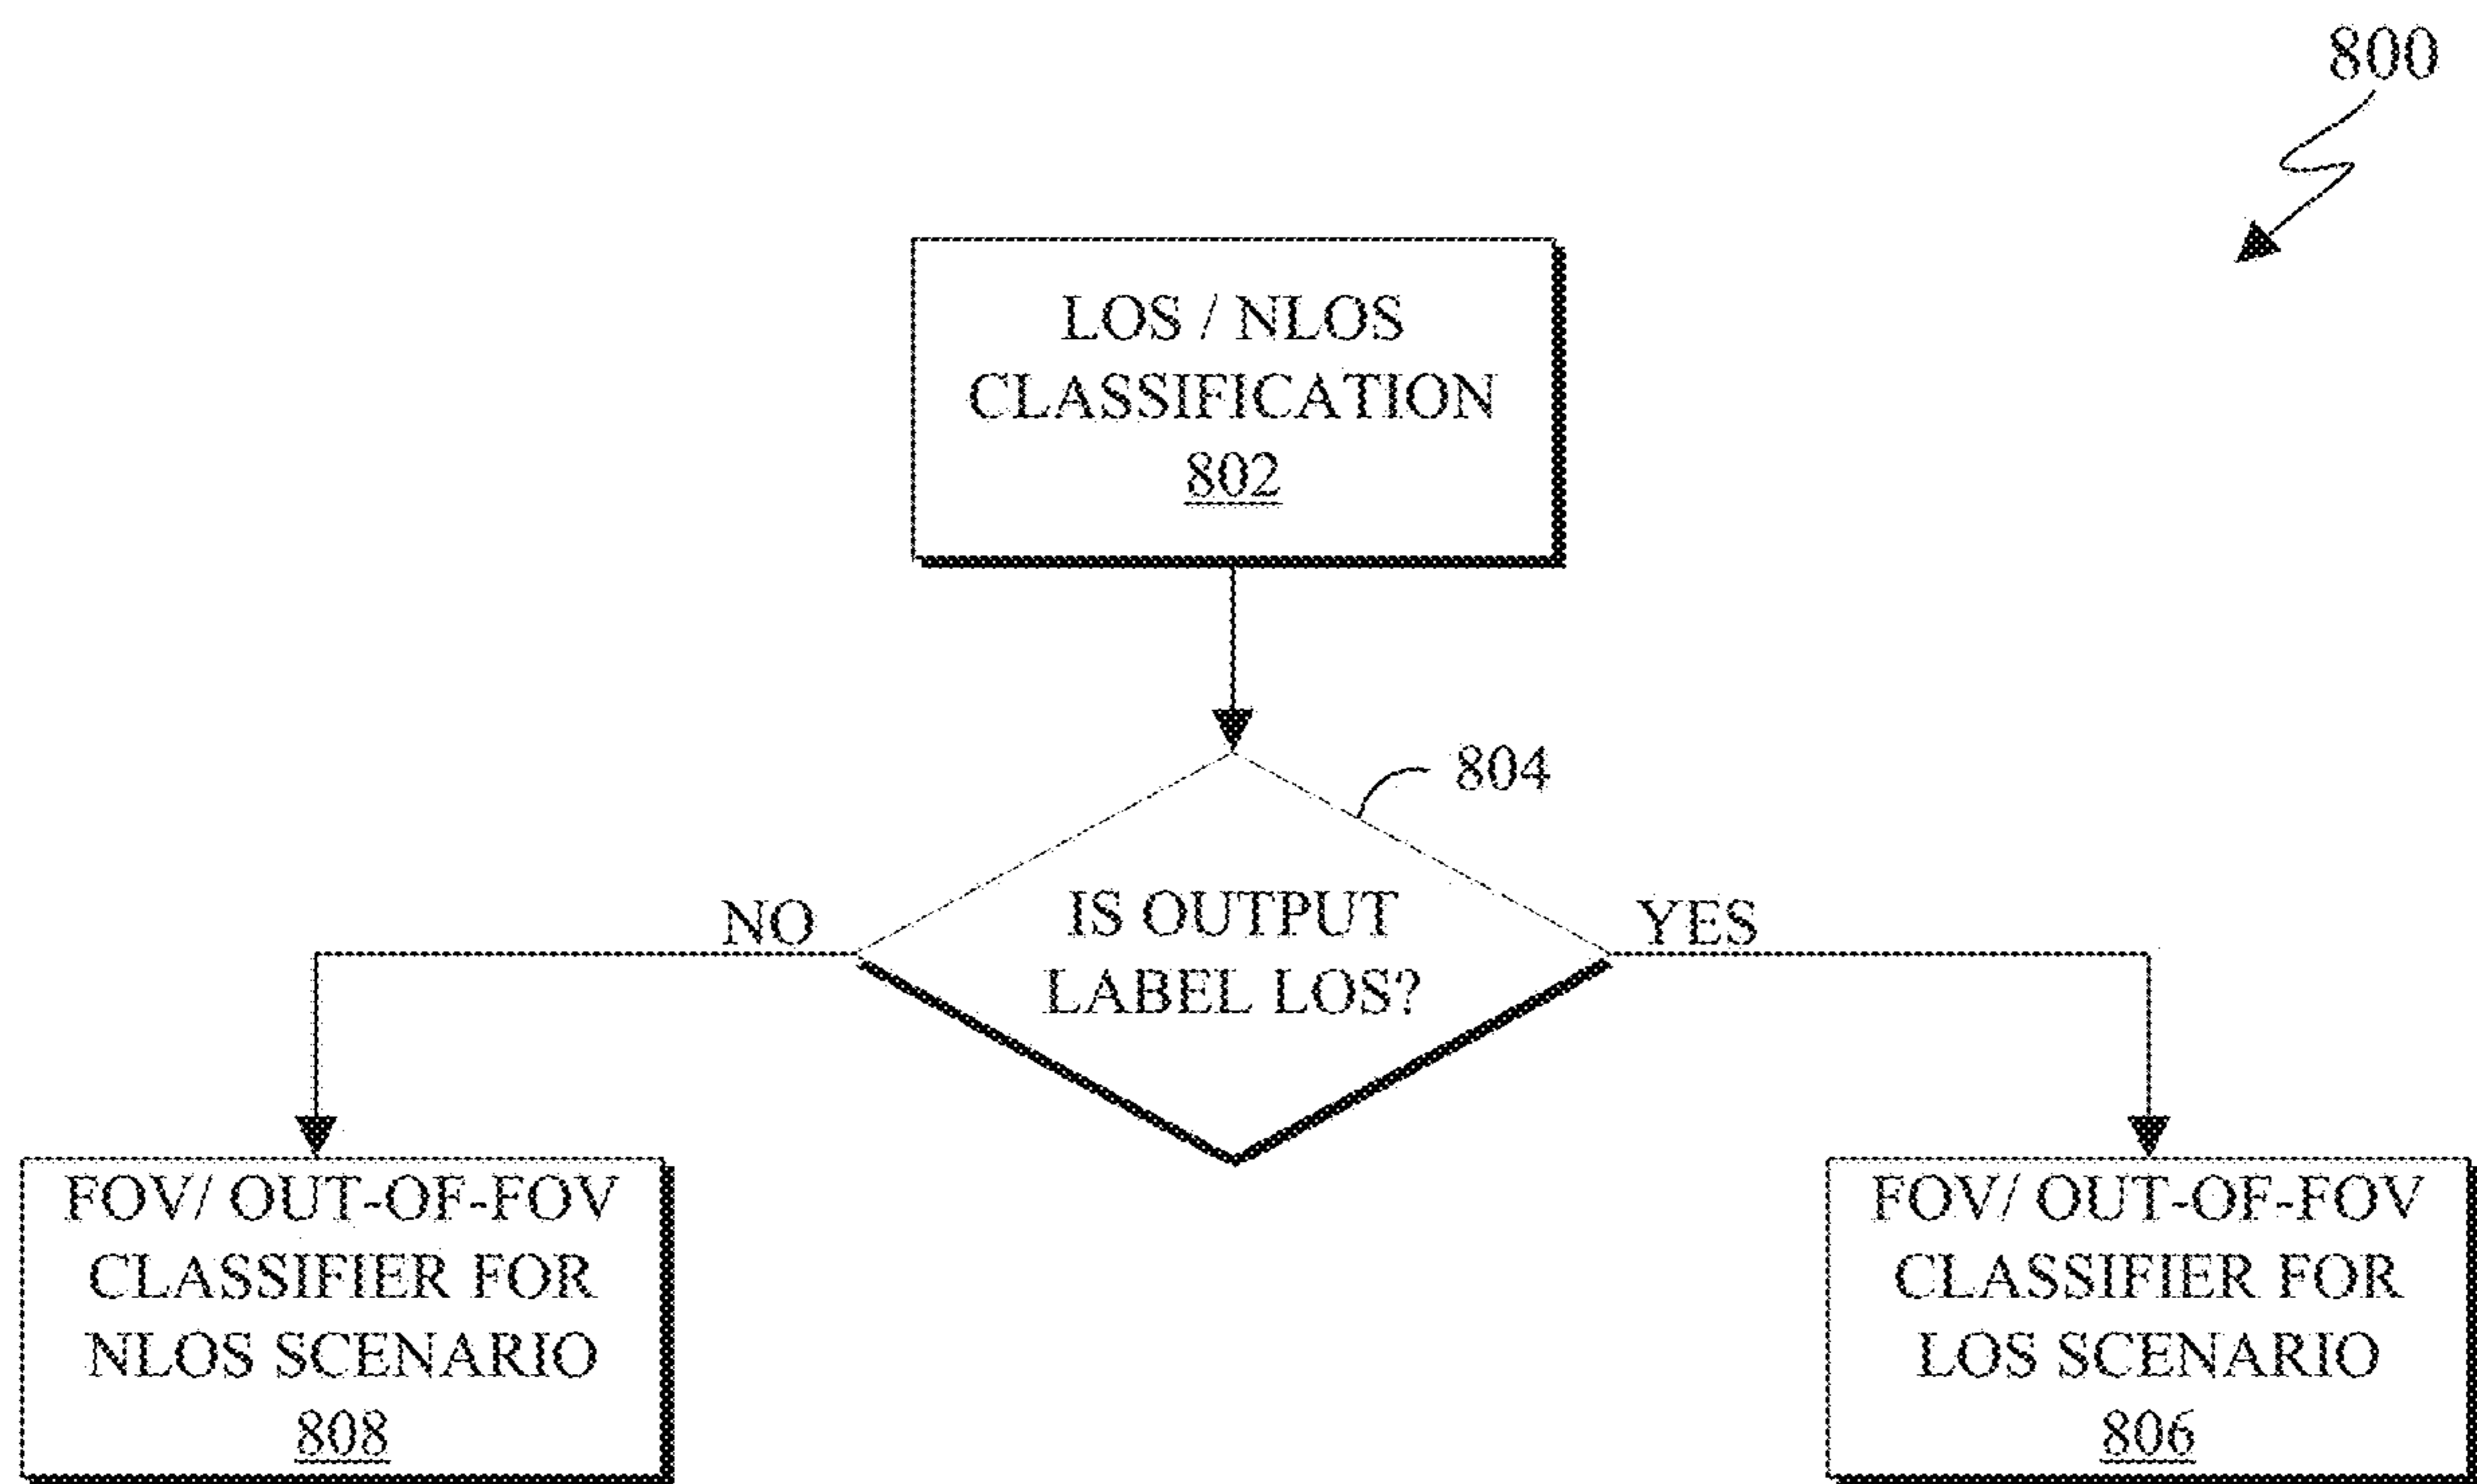 800
LOS / NLOS
CLASSIFICATION
802
804
IS OUTPUT
LABEL LOS?
NO
YES
FOV/ OUT-OF-FOV
CLASSIFIER FOR
NLOS SCENARIO
808
FOV/ OUT-OF-FOV
CLASSIFIER FOR
LOS SCENARIO
806